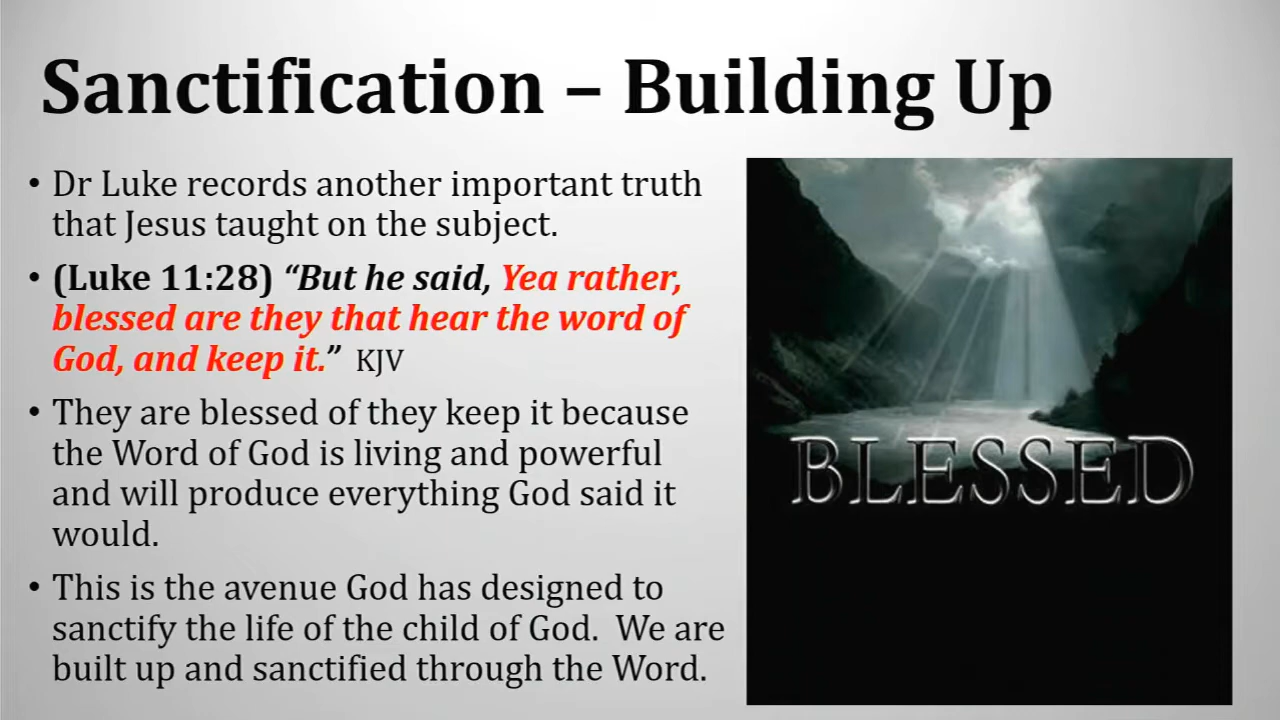 Sanctification – Building Up
• Dr Luke records another important truth
that Jesus taught on the subject.
• (Luke 11:28) “But he said, Yea rather,
blessed are they that hear the word of
God, and keep it.” KJV
• They are blessed of they keep it because
the Word of God is living and powerful
and will produce everything God said it
would.
• This is the avenue God has designed to
sanctify the life of the child of God.  We are
built up and sanctified through the Word.
BLESSED